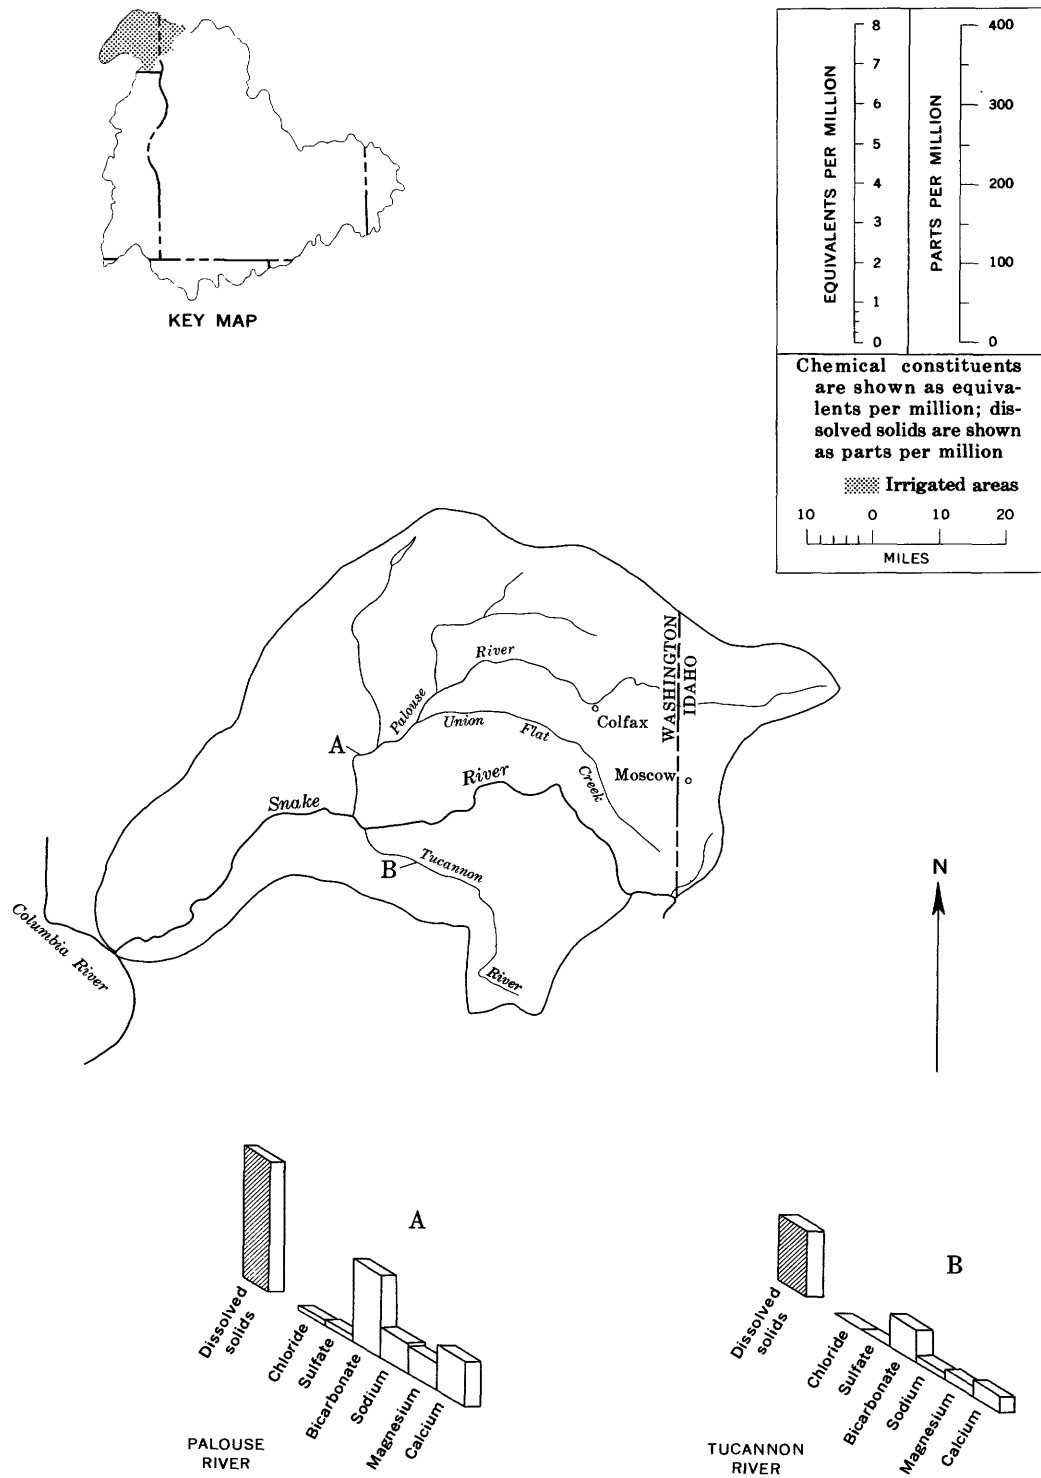 KEY MAP
EQUIVALENTS PER MILLION
8
7
6
5
4
3
2
1
0
PARTS PER MILLION
400
300
200
100
0
Chemical constituents
are shown as equiva-
lents per million; dis-
solved solids are shown
as parts per million
Irrigated areas
10 0 10 20
MILES
WASHINGTON
IDAHO
River
Palouse
Colfax
Union Flat Creek
A
Moscow
River
Snake
B
Tucannon
River
Columbia River
N
A
Dissolved
solids
Chloride
Sulfate
Bicarbonate
Sodium
Magnesium
Calcium
PALOUSE
RIVER
B
Dissolved
solids
Chloride
Sulfate
Bicarbonate
Sodium
Magnesium
Calcium
TUCANNON
RIVER